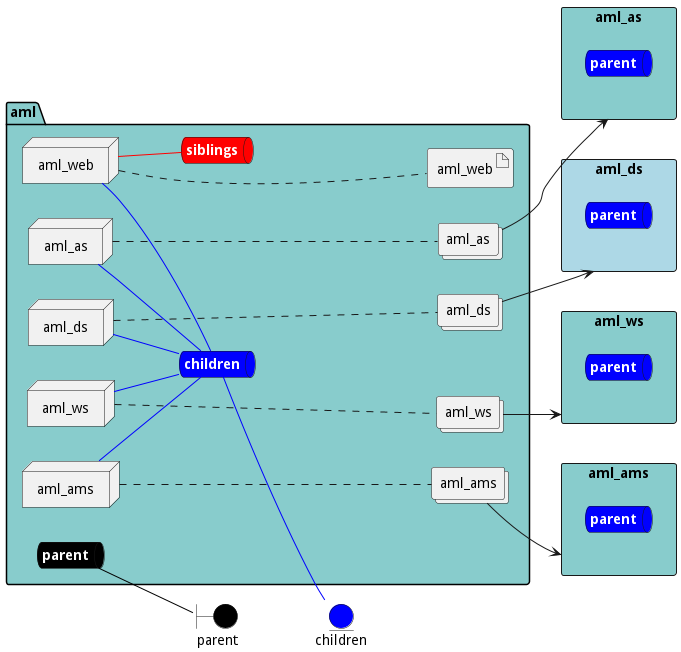 aml_as
parent
aml
aml_ds
parent
siblings
aml_web
aml_web
aml_as
aml_as
aml_ds
aml_ds
aml_ws
parent
children
aml_ws
aml_ws
aml_ams
parent
aml_ams
aml_ams
parent
parent
children